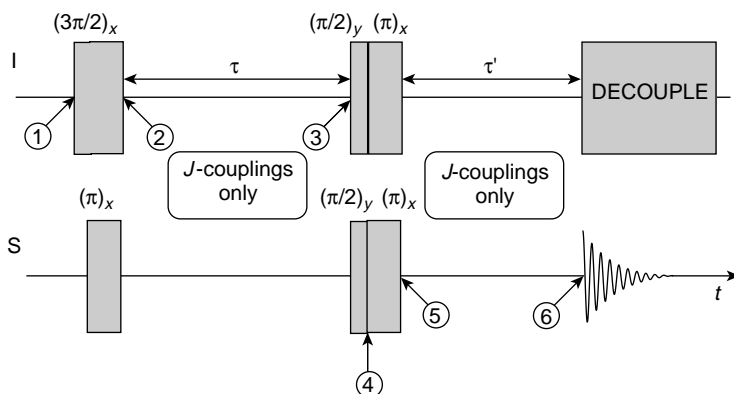 (3π/2)x
(π/2)y (π)x
I
τ
τ'
DECOUPLE
1
2
3
J-couplings
only
J-couplings
only
(π)x
(π/2)y (π)x
S
5
6
t
4